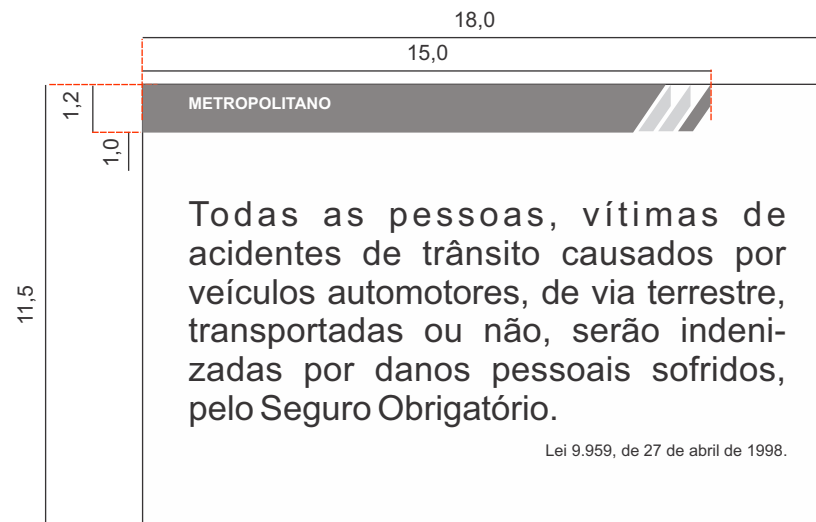 18,0
15,0
1,2
METROPOLITANO
1,0
Todas as pessoas, vítimas de
acidentes de trânsito causados por
veículos automotores, de via terrestre,
transportadas ou não, serão indeni-
zadas por danos pessoais sofridos,
pelo Seguro Obrigatório.
11,5
Lei 9.959, de 27 de abril de 1998.